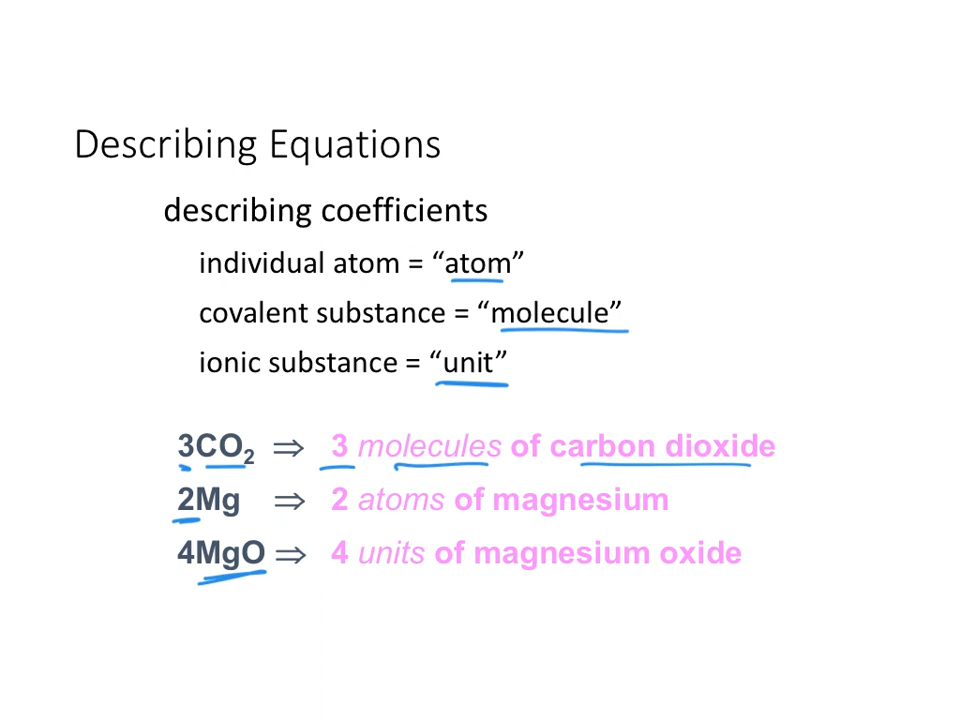 Describing Equations
describing coefficients
individual atom = “atom”
covalent substance = “molecule”
ionic substance = “unit”
3CO₂ ⇒ 3 molecules of carbon dioxide
2Mg ⇒ 2 atoms of magnesium
4MgO ⇒ 4 units of magnesium oxide